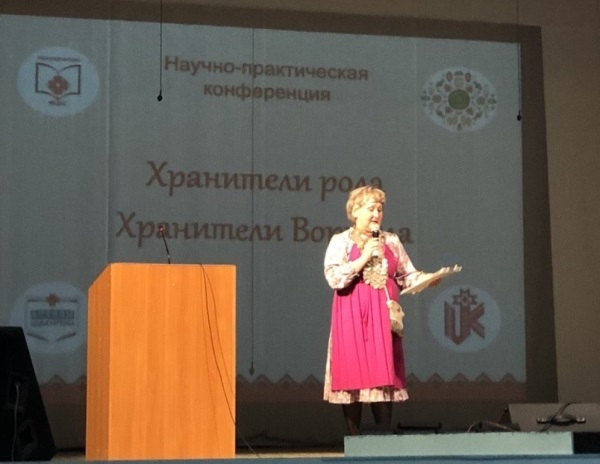 Научно-практическая
конференция
Хранители рода
Хранители